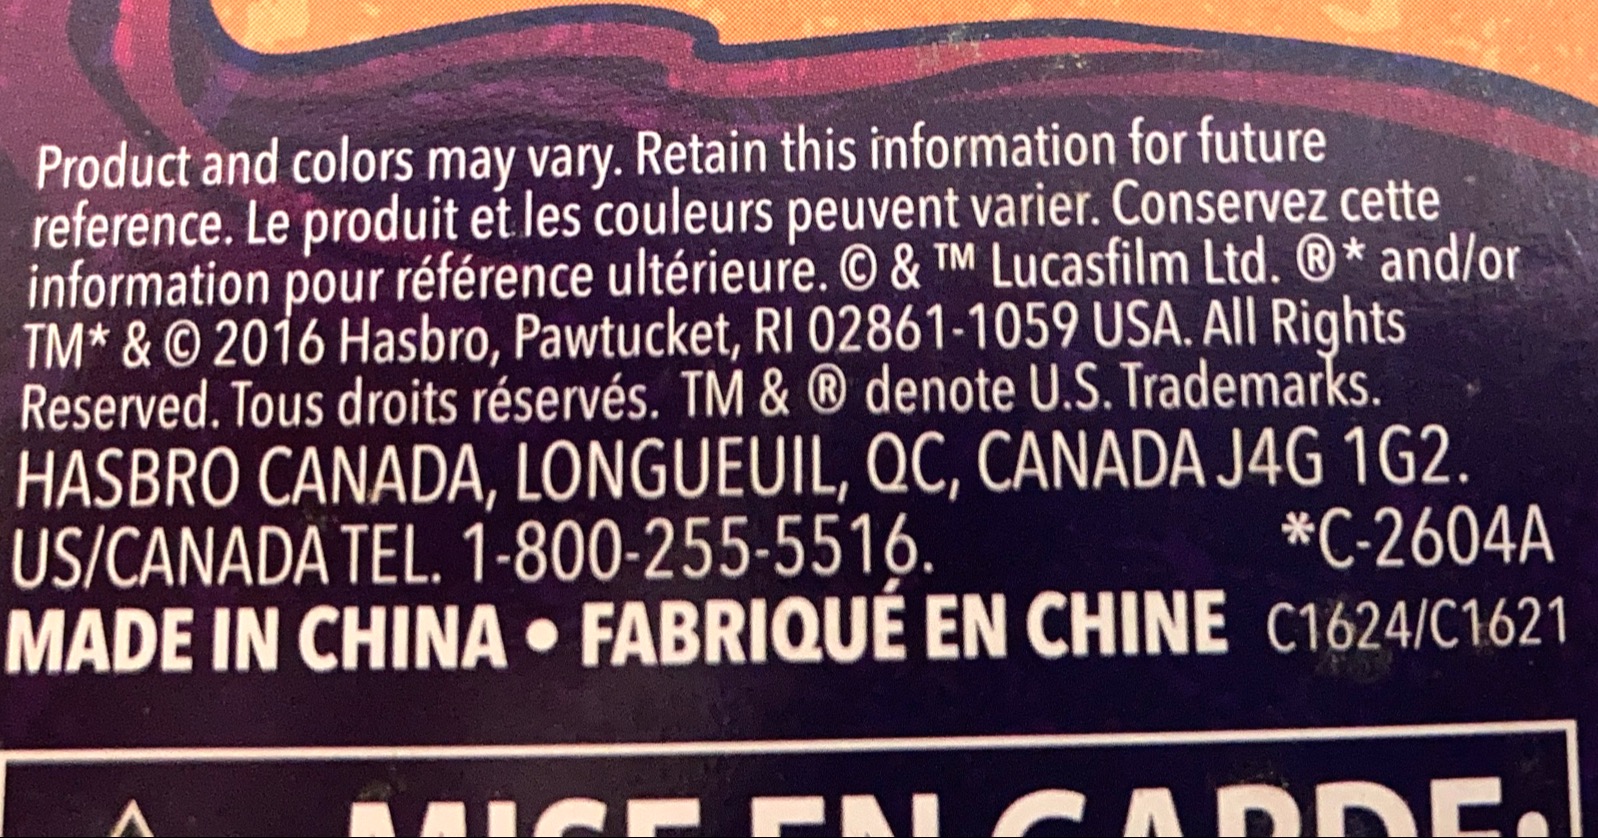 Product and colors may vary. Retain this information for future
reference. Le produit et les couleurs peuvent varier. Conservez cette
information pour référence ultérieure. © & ™ Lucasfilm Ltd. ®* and/or
TM* & © 2016 Hasbro, Pawtucket, RI 02861-1059 USA. All Rights
Reserved. Tous droits réservés. TM & ® denote U.S. Trademarks.
HASBRO CANADA, LONGUEUIL, QC, CANADA J4G 1G2.
US/CANADA TEL. 1-800-255-5516. *C-2604A
MADE IN CHINA • FABRIQUÉ EN CHINE C1624/C1621
MISE EN GARDE: